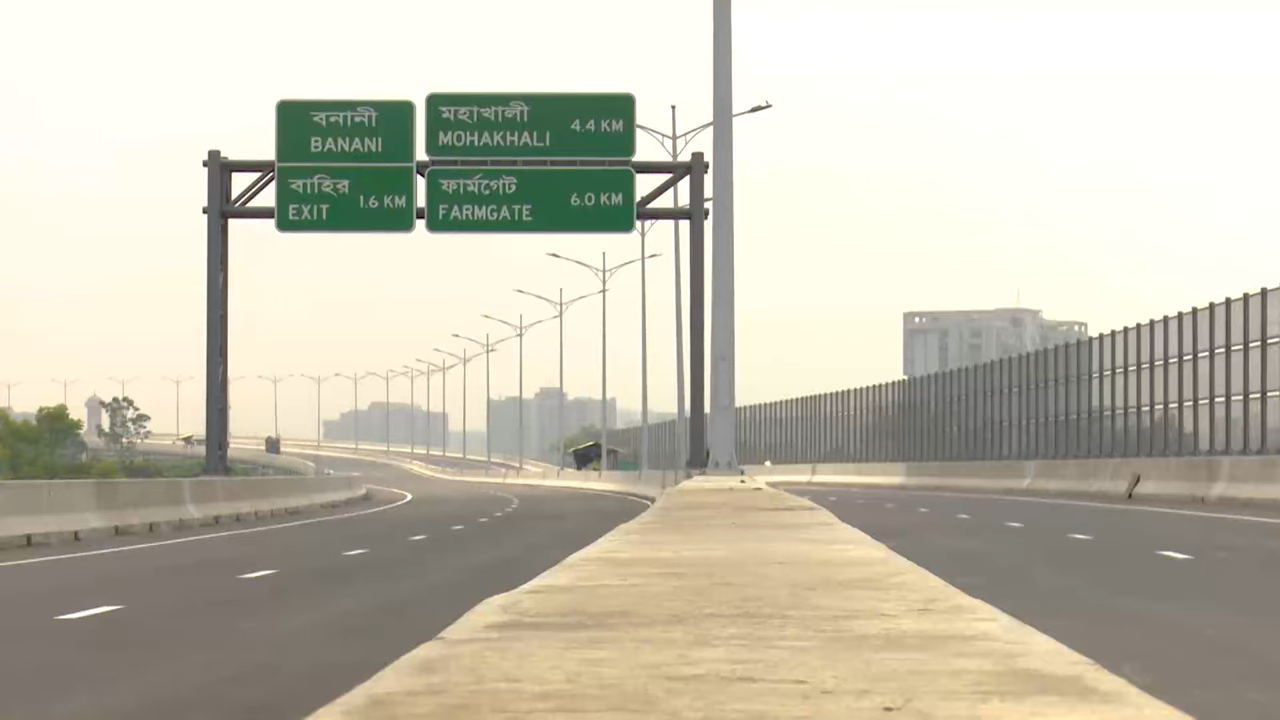 বনানী
BANANI
বাহির
EXIT 1.6 KM
মহাখালী
MOHAKHALI 4.4 KM
ফার্মগেট
FARMGATE 6.0 KM